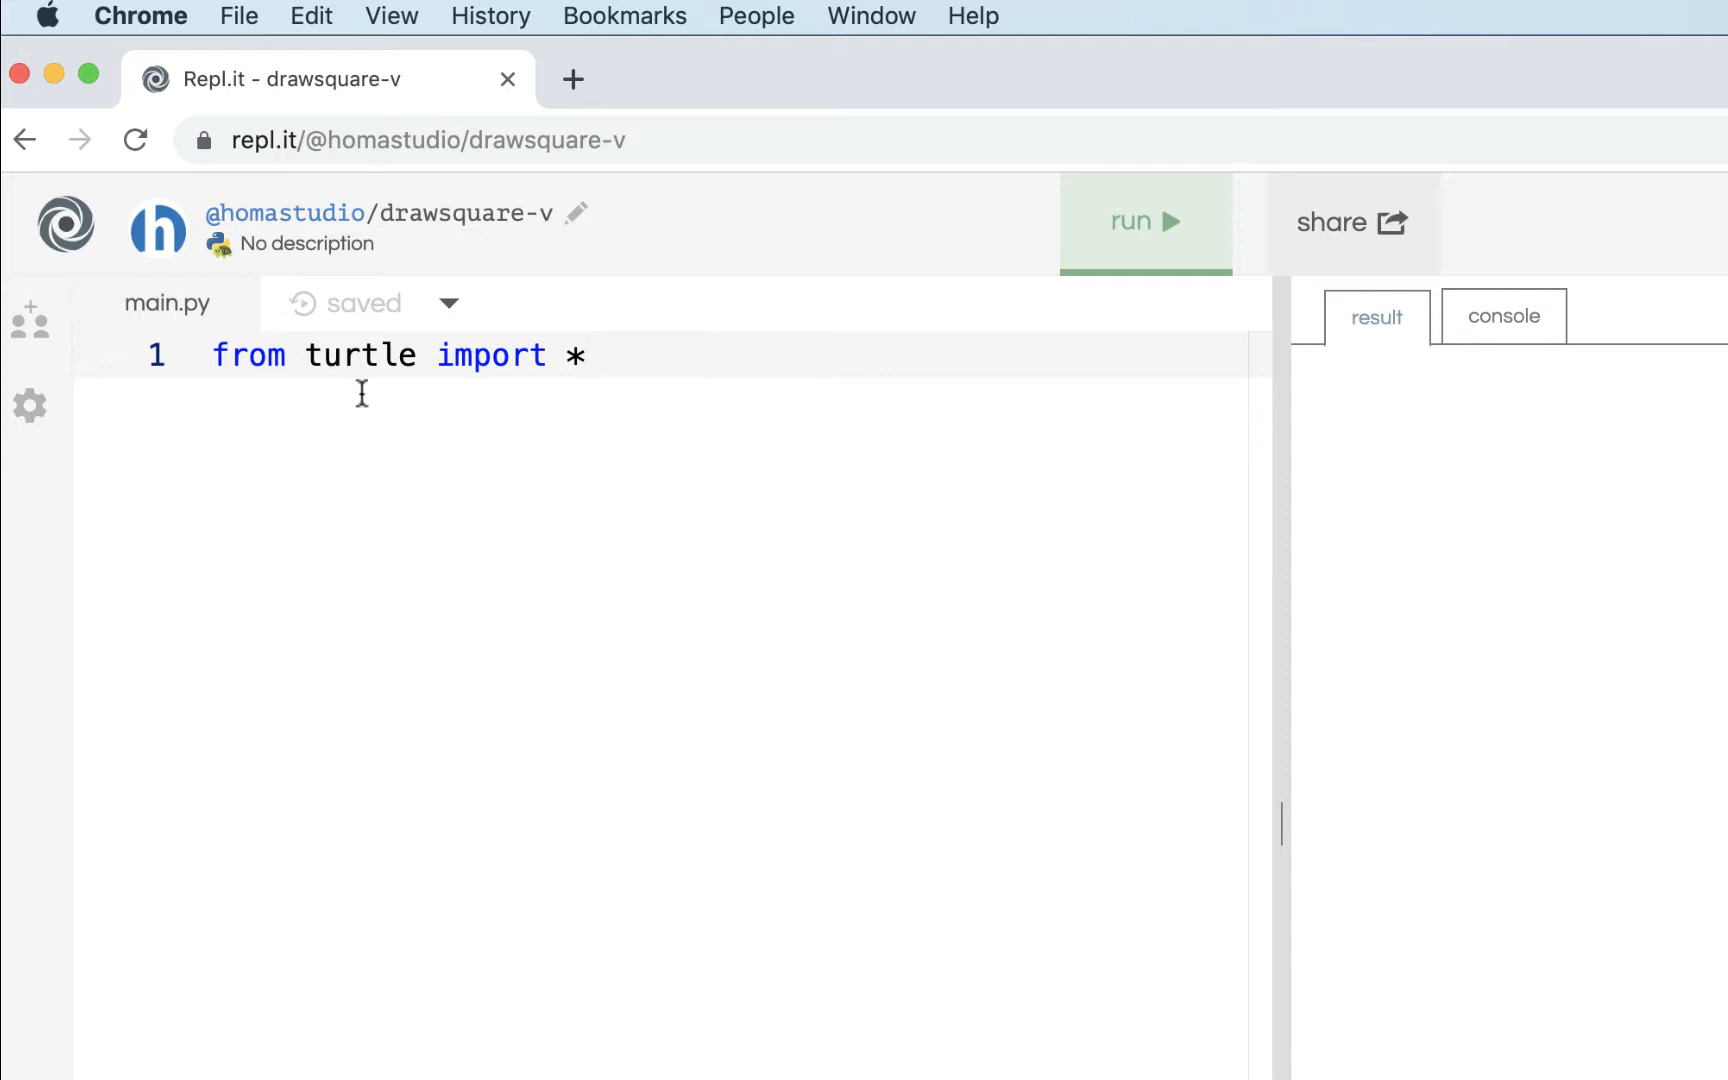 Chrome File Edit View History Bookmarks People Window Help
Repl.it - drawsquare-v
repl.it/@homastudio/drawsquare-v
h
@homastudio/drawsquare-v
No description
run
share
main.py
saved
result
console
1 from turtle import *